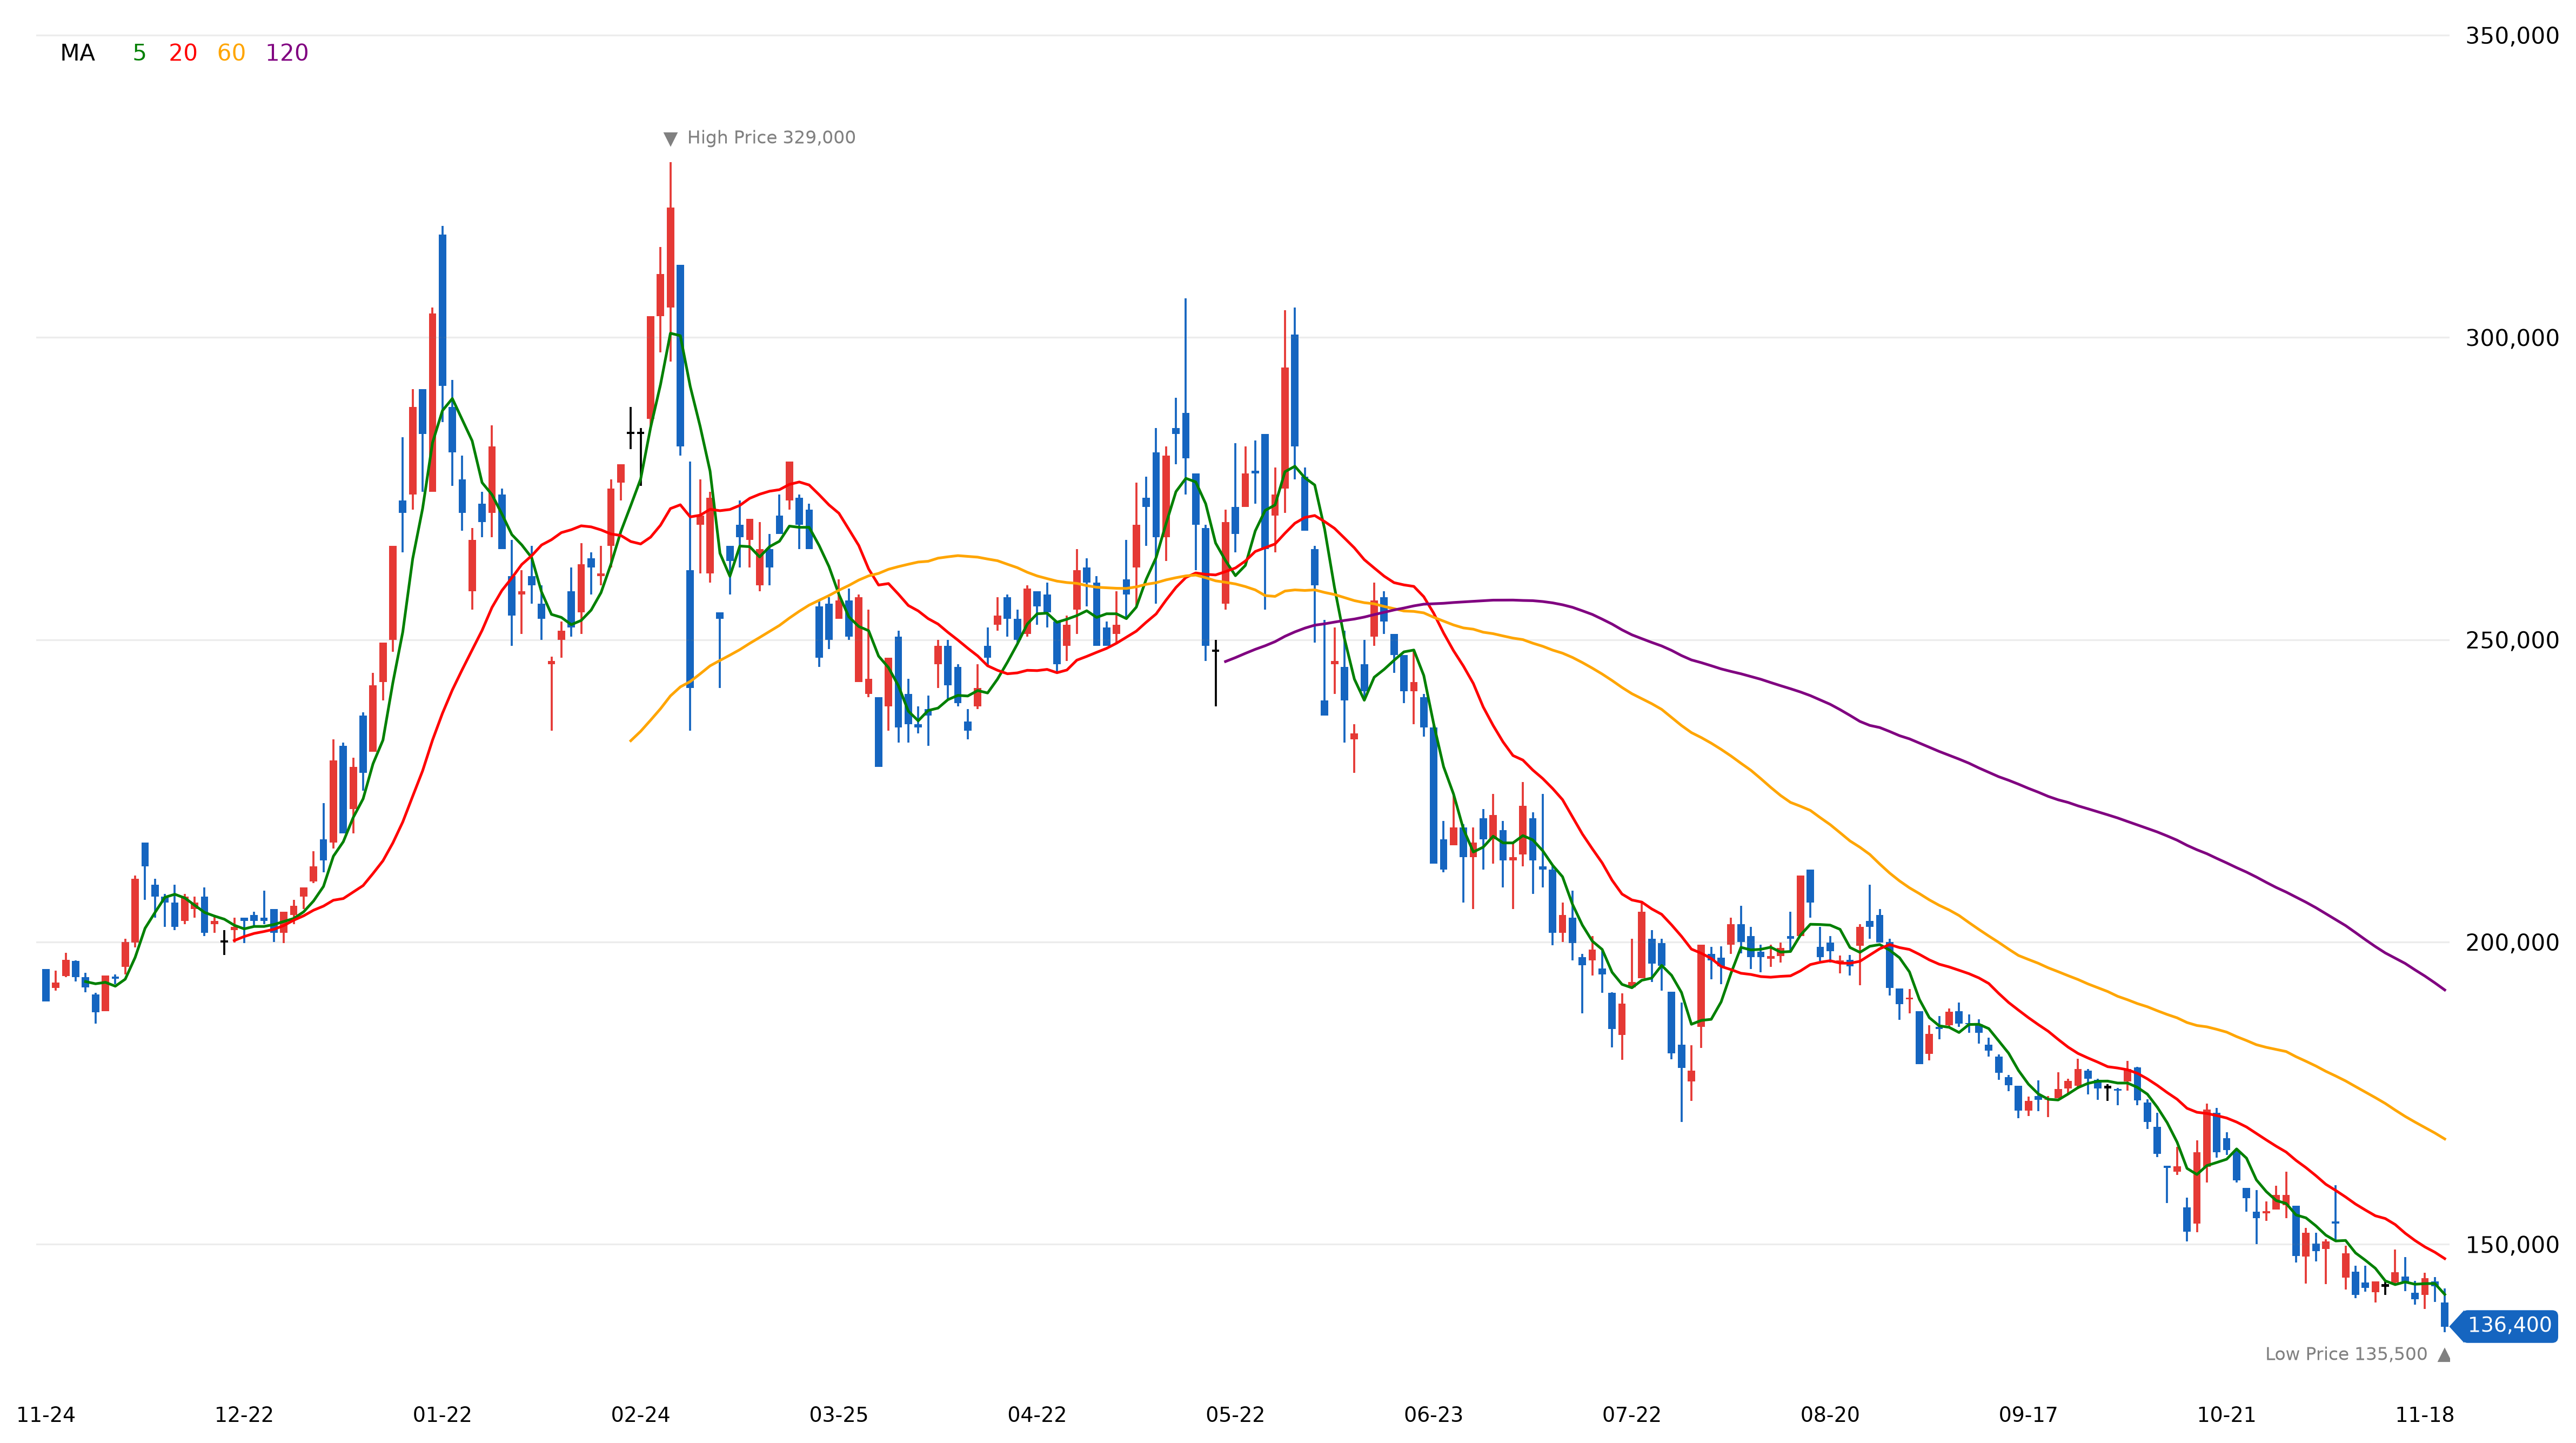 350,000
MA 5 20 60 120
▼ High Price 329,000
300,000
250,000
200,000
150,000
136,400
Low Price 135,500 ▲
11-24 12-22 01-22 02-24 03-25 04-22 05-22 06-23 07-22 08-20 09-17 10-21 11-18